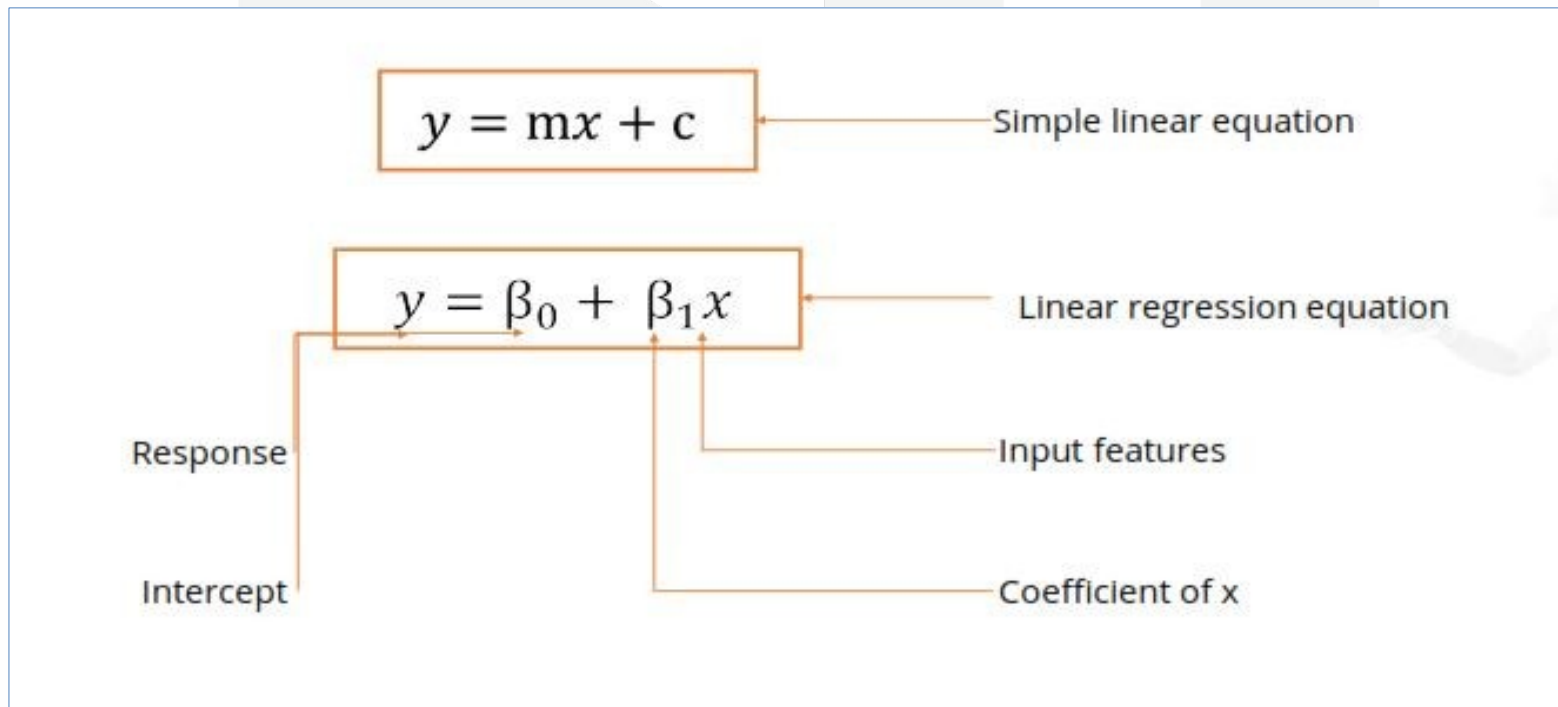 y = mx + c
Simple linear equation
y = β₀ + β₁x
Linear regression equation
Response
Input features
Intercept
Coefficient of x